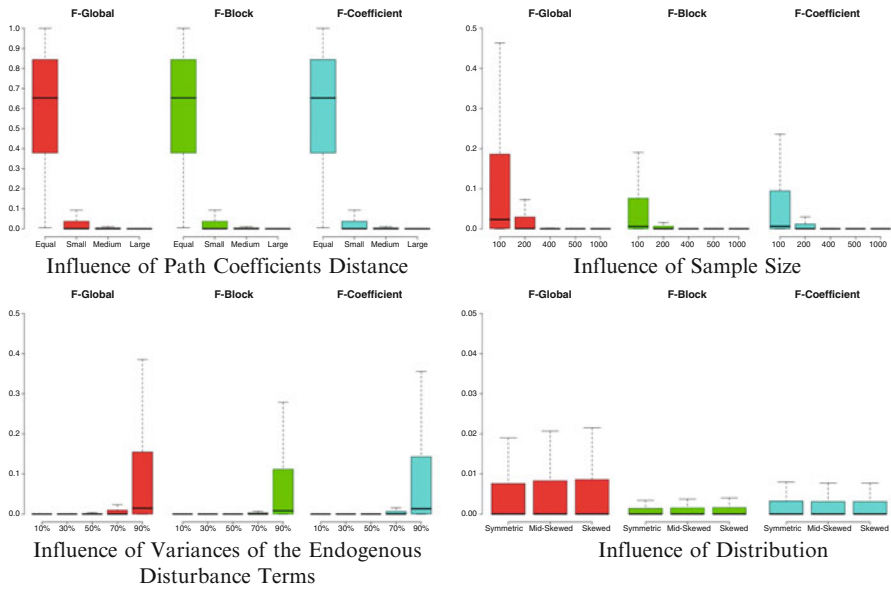 F-Global F-Block F-Coefficient
1.0
0.9
0.8
0.7
0.6
0.5
0.4
0.3
0.2
0.1
0.0
Equal Small Medium Large Equal Small Medium Large Equal Small Medium Large
Influence of Path Coefficients Distance
F-Global F-Block F-Coefficient
0.5
0.4
0.3
0.2
0.1
0.0
100 200 400 500 1000 100 200 400 500 1000 100 200 400 500 1000
Influence of Sample Size
F-Global F-Block F-Coefficient
0.5
0.4
0.3
0.2
0.1
0.0
10% 30% 50% 70% 90% 10% 30% 50% 70% 90% 10% 30% 50% 70% 90%
Influence of Variances of the Endogenous
Disturbance Terms
F-Global F-Block F-Coefficient
0.05
0.04
0.03
0.02
0.01
0.00
Symmetric Mid-Skewed Skewed Symmetric Mid-Skewed Skewed Symmetric Mid-Skewed Skewed
Influence of Distribution